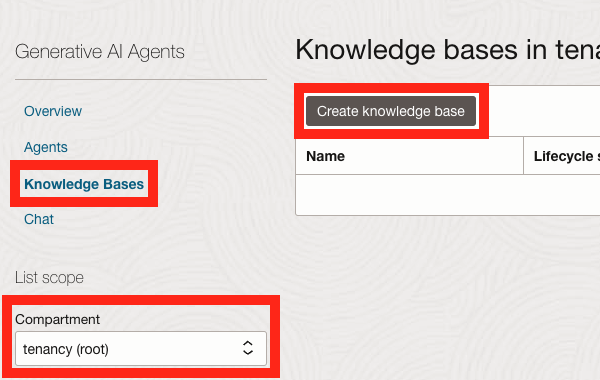 Generative AI Agents
Overview
Agents
Knowledge Bases
Chat
List scope
Compartment
tenancy (root)
Knowledge bases in tena
Create knowledge base
Name
Lifecycle s